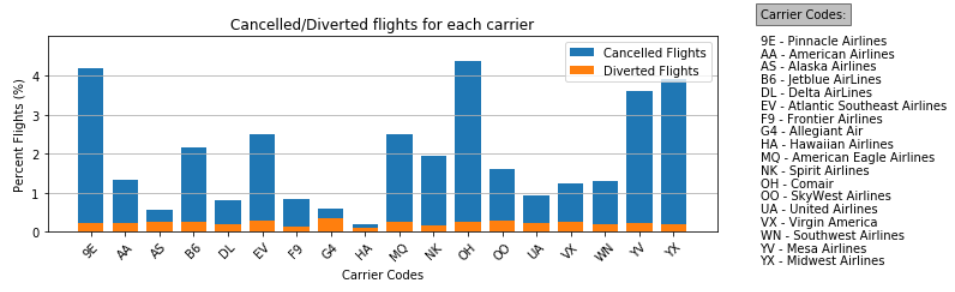 Cancelled/Diverted flights for each carrier
Cancelled Flights
Diverted Flights
Percent Flights (%)
4
3
2
1
0
9E AA AS B6 DL EV F9 G4 HA MQ NK OH OO UA VX WN YV YX
Carrier Codes
Carrier Codes:
9E - Pinnacle Airlines
AA - American Airlines
AS - Alaska Airlines
B6 - Jetblue AirLines
DL - Delta AirLines
EV - Atlantic Southeast Airlines
F9 - Frontier Airlines
G4 - Allegiant Air
HA - Hawaiian Airlines
MQ - American Eagle Airlines
NK - Spirit Airlines
OH - Comair
OO - SkyWest Airlines
UA - United Airlines
VX - Virgin America
WN - Southwest Airlines
YV - Mesa Airlines
YX - Midwest Airlines